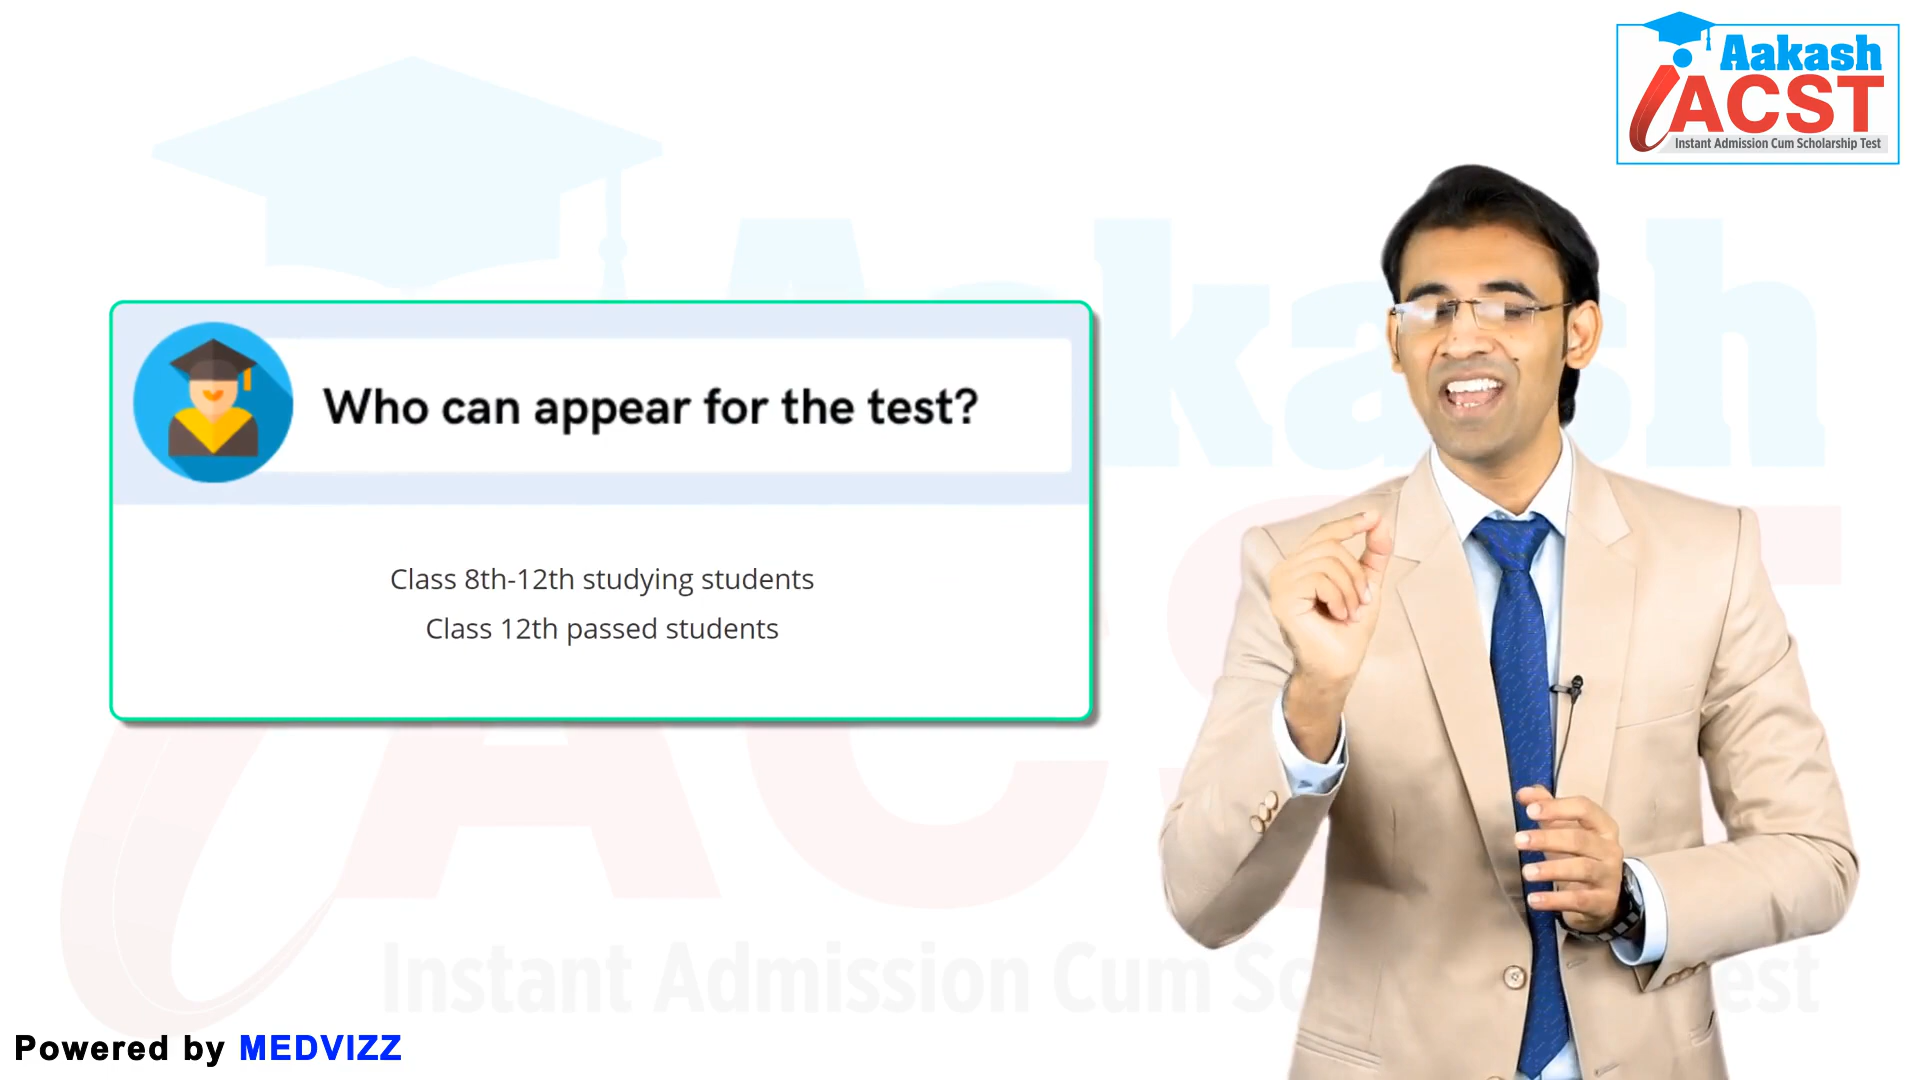 Aakash
iACST
Instant Admission Cum Scholarship Test
Who can appear for the test?
Class 8th-12th studying students
Class 12th passed students
Powered by MEDVIZZ